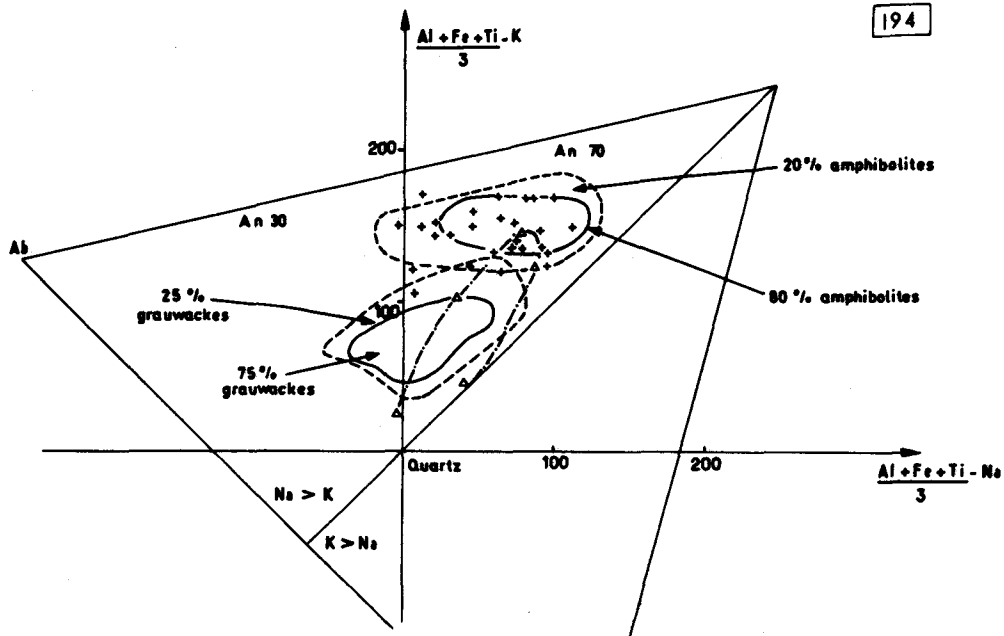 194
Al + Fe + Ti - K
3
200
An 70
20% amphibolites
An 30
Ab
25 %
grauwackes
100
80 % amphibolites
75%
grauwackes
Quartz
100
200
Al + Fe + Ti - Na
3
Na > K
K > Na